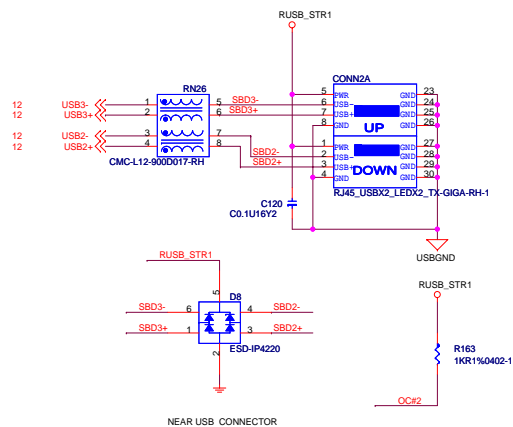 RUSB_STR1
CONN2A
RN26
12 USB3- 1 5 SBD3- 5 PWR GND 23
12 USB3+ 2 6 SBD3+ 6 USB- GND 24
7 USB+ GND 25
8 GND GND 26
UP
12 USB2- 3 7 1 PWR GND 27
12 USB2+ 4 8 SBD2- 2 USB- GND 28
SBD2+ 3 USB+ GND 29
4 GND GND 30
DOWN
CMC-L12-900D017-RH
RJ45_USBX2_LEDX2_TX-GIGA-RH-1
C120
C0.1U16Y2
USBGND
RUSB_STR1
RUSB_STR1
5
D8
SBD3- 6 4 SBD2-
SBD3+ 1 3 SBD2+
2
ESD-IP4220
R163
1KR1%0402-1
OC#2
NEAR USB CONNECTOR